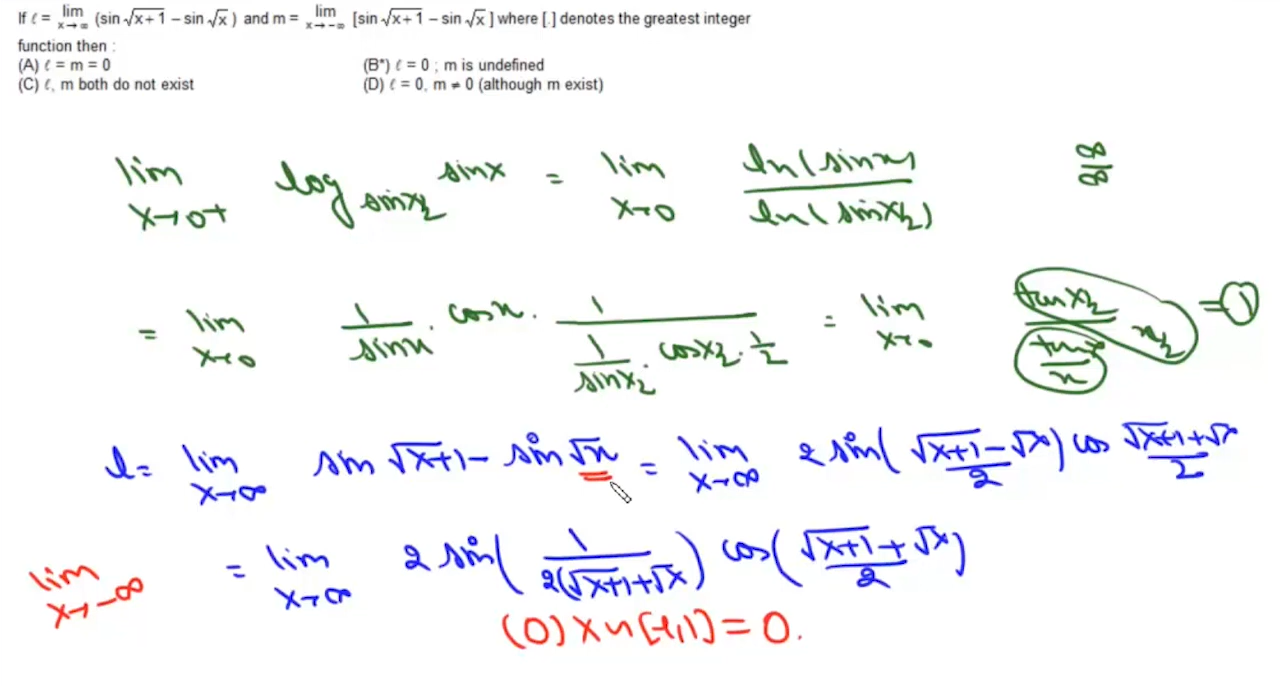 If ℓ = lim x→∞ (sin √x+1 – sin √x ) and m = lim x→–∞ [sin √x+1 – sin √x ] where [.] denotes the greatest integer
function then :
(A) ℓ = m = 0 (B*) ℓ = 0 ; m is undefined
(C) ℓ, m both do not exist (D) ℓ = 0, m ≠ 0 (although m exist)
lim x→0+ log sinx/2 sinx = lim x→0 ln(sinx) / ln(sinx/2) ∞/∞
= lim x→0 1/sinx · cosx · 1 / (1/sinx/2 · cosx/2 · 1/2) = lim x→0 (tanx/2 / x/2) / (tanx / x) = 1
l = lim x→∞ sin √x+1 – sin √x = lim x→∞ 2 sin( (√x+1 – √x)/2 ) cos (√x+1 + √x)/2
= lim x→∞ 2 sin( 1 / 2(√x+1+√x) ) cos( (√x+1 + √x)/2 )
lim x→–∞
(0) x n[-1,1] = 0.